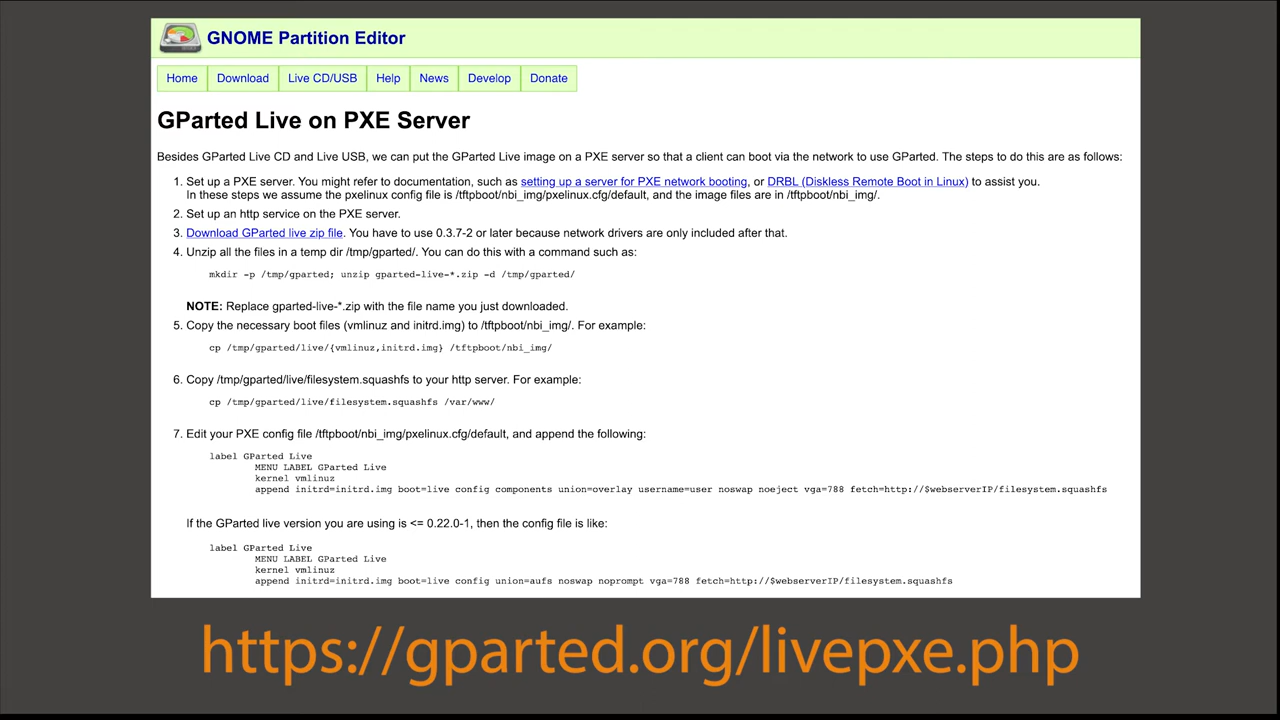 GNOME Partition Editor
Home Download Live CD/USB Help News Develop Donate
GParted Live on PXE Server
Besides GParted Live CD and Live USB, we can put the GParted Live image on a PXE server so that a client can boot via the network to use GParted. The steps to do this are as follows:
1. Set up a PXE server. You might refer to documentation, such as setting up a server for PXE network booting, or DRBL (Diskless Remote Boot in Linux) to assist you.
In these steps we assume the pxelinux config file is /tftpboot/nbi_img/pxelinux.cfg/default, and the image files are in /tftpboot/nbi_img/.
2. Set up an http service on the PXE server.
3. Download GParted live zip file. You have to use 0.3.7-2 or later because network drivers are only included after that.
4. Unzip all the files in a temp dir /tmp/gparted/. You can do this with a command such as:
mkdir -p /tmp/gparted; unzip gparted-live-*.zip -d /tmp/gparted/
NOTE: Replace gparted-live-*.zip with the file name you just downloaded.
5. Copy the necessary boot files (vmlinuz and initrd.img) to /tftpboot/nbi_img/. For example:
cp /tmp/gparted/live/{vmlinuz,initrd.img} /tftpboot/nbi_img/
6. Copy /tmp/gparted/live/filesystem.squashfs to your http server. For example:
cp /tmp/gparted/live/filesystem.squashfs /var/www/
7. Edit your PXE config file /tftpboot/nbi_img/pxelinux.cfg/default, and append the following:
label GParted Live
MENU LABEL GParted Live
kernel vmlinuz
append initrd=initrd.img boot=live config components union=overlay username=user noswap noeject vga=788 fetch=http://$webserverIP/filesystem.squashfs
If the GParted live version you are using is <= 0.22.0-1, then the config file is like:
label GParted Live
MENU LABEL GParted Live
kernel vmlinuz
append initrd=initrd.img boot=live config union=aufs noswap noprompt vga=788 fetch=http://$webserverIP/filesystem.squashfs
https://gparted.org/livepxe.php